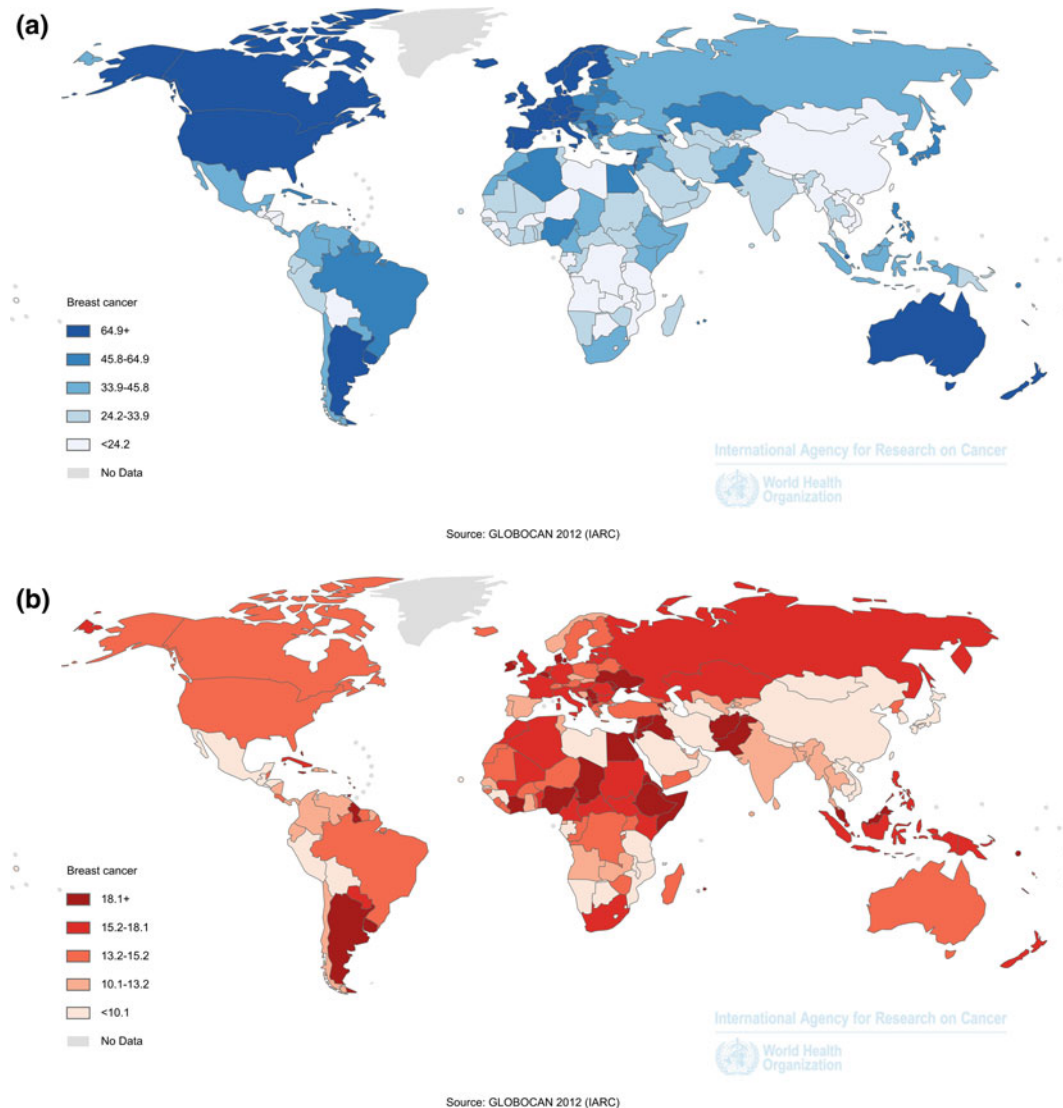 (a)
Breast cancer
64.9+
45.8-64.9
33.9-45.8
24.2-33.9
<24.2
No Data
International Agency for Research on Cancer
World Health
Organization
Source: GLOBOCAN 2012 (IARC)
(b)
Breast cancer
18.1+
15.2-18.1
13.2-15.2
10.1-13.2
<10.1
No Data
International Agency for Research on Cancer
World Health
Organization
Source: GLOBOCAN 2012 (IARC)